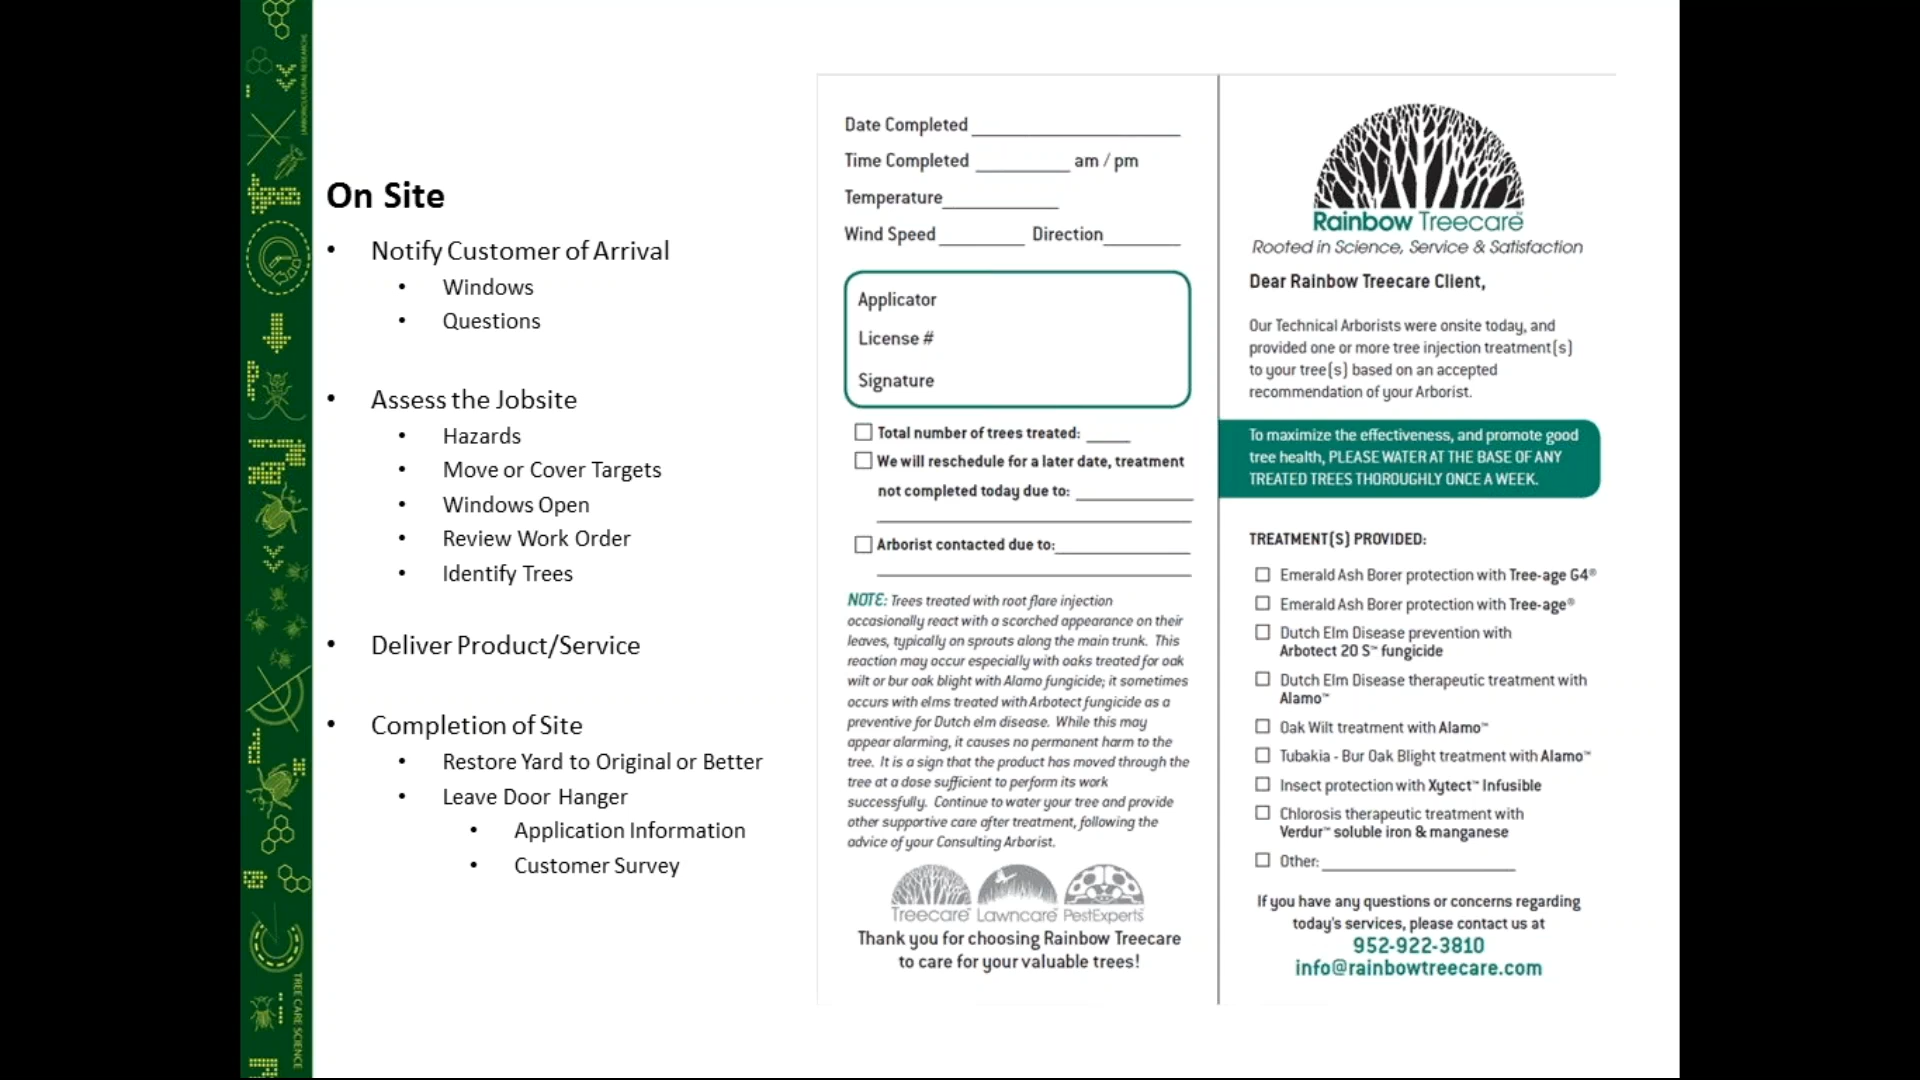 On Site
• Notify Customer of Arrival
• Windows
• Questions
• Assess the Jobsite
• Hazards
• Move or Cover Targets
• Windows Open
• Review Work Order
• Identify Trees
• Deliver Product/Service
• Completion of Site
• Restore Yard to Original or Better
• Leave Door Hanger
• Application Information
• Customer Survey
Date Completed
Time Completed am / pm
Temperature
Wind Speed Direction
Applicator
License #
Signature
Total number of trees treated:
We will reschedule for a later date, treatment
not completed today due to:
Arborist contacted due to:
NOTE: Trees treated with root flare injection
occasionally react with a scorched appearance on their
leaves, typically on sprouts along the main trunk. This
reaction may occur especially with oaks treated for oak
wilt or bur oak blight with Alamo fungicide; it sometimes
occurs with elms treated with Arbotect fungicide as a
preventive for Dutch elm disease. While this may
appear alarming, it causes no permanent harm to the
tree. It is a sign that the product has moved through the
tree at a dose sufficient to perform its work
successfully. Continue to water your tree and provide
other supportive care after treatment, following the
advice of your Consulting Arborist.
Treecare Lawncare PestExperts
Thank you for choosing Rainbow Treecare
to care for your valuable trees!
Rainbow Treecare
Rooted in Science, Service & Satisfaction
Dear Rainbow Treecare Client,
Our Technical Arborists were onsite today, and
provided one or more tree injection treatment(s)
to your tree(s) based on an accepted
recommendation of your Arborist.
To maximize the effectiveness, and promote good
tree health, PLEASE WATER AT THE BASE OF ANY
TREATED TREES THOROUGHLY ONCE A WEEK.
TREATMENT(S) PROVIDED:
Emerald Ash Borer protection with Tree-age G4®
Emerald Ash Borer protection with Tree-age®
Dutch Elm Disease prevention with
Arbotect 20 S™ fungicide
Dutch Elm Disease therapeutic treatment with
Alamo™
Oak Wilt treatment with Alamo™
Tubakia - Bur Oak Blight treatment with Alamo™
Insect protection with Xytect™ Infusible
Chlorosis therapeutic treatment with
Verdur™ soluble iron & manganese
Other:
If you have any questions or concerns regarding
today's services, please contact us at
952-922-3810
info@rainbowtreecare.com
TREE CARE SCIENCE